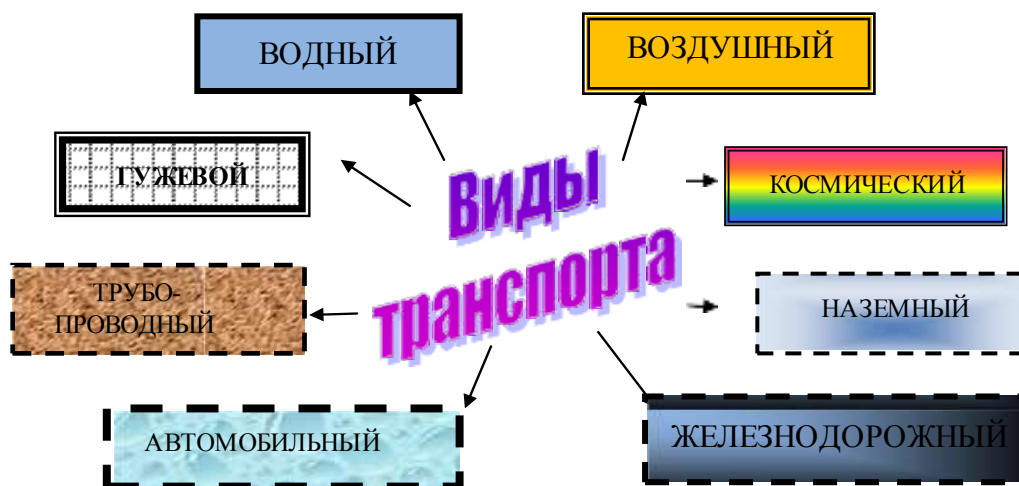 ВОДНЫЙ
ВОЗДУШНЫЙ
ГУЖЕВОЙ
Виды
транспорта
КОСМИЧЕСКИЙ
ТРУБО-
ПРОВОДНЫЙ
НАЗЕМНЫЙ
АВТОМОБИЛЬНЫЙ
ЖЕЛЕЗНОДОРОЖНЫЙ